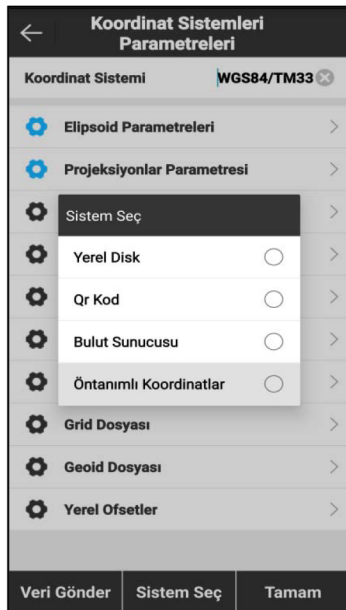 Koordinat Sistemleri
Parametreleri
Koordinat Sistemi WGS84/TM33
Elipsoid Parametreleri
Projeksiyonlar Parametresi
Sistem Seç
Yerel Disk
Qr Kod
Bulut Sunucusu
Öntanımlı Koordinatlar
Grid Dosyası
Geoid Dosyası
Yerel Ofsetler
Veri Gönder Sistem Seç Tamam